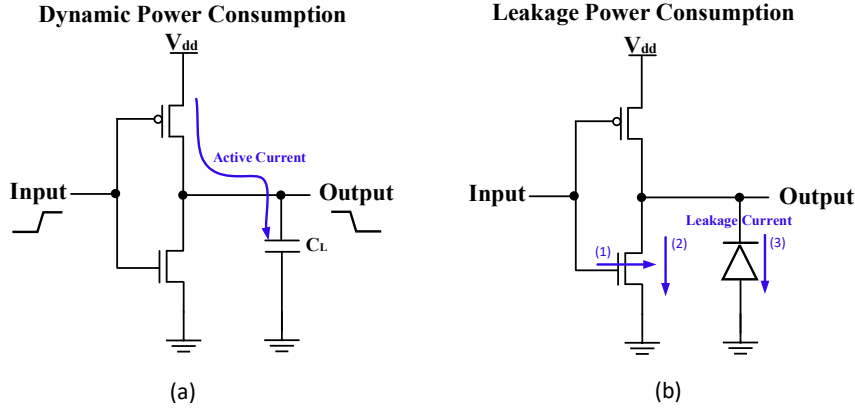 Dynamic Power Consumption
Vdd
Active Current
Input
Output
CL
(a)
Leakage Power Consumption
Vdd
Input
Output
Leakage Current
(1)
(2)
(3)
(b)